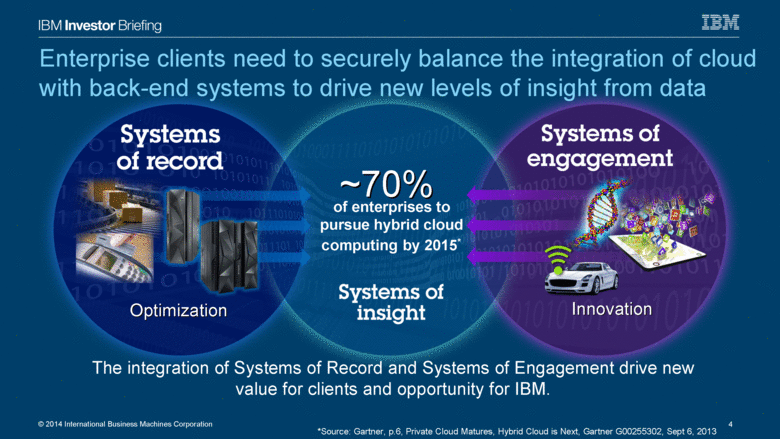 IBM Investor Briefing
IBM
Enterprise clients need to securely balance the integration of cloud
with back-end systems to drive new levels of insight from data
Systems
of record
Optimization
~70%
of enterprises to
pursue hybrid cloud
computing by 2015*
Systems of
insight
Systems of
engagement
Innovation
The integration of Systems of Record and Systems of Engagement drive new
value for clients and opportunity for IBM.
© 2014 International Business Machines Corporation
4
*Source: Gartner, p.6, Private Cloud Matures, Hybrid Cloud is Next, Gartner G00255302, Sept 6, 2013